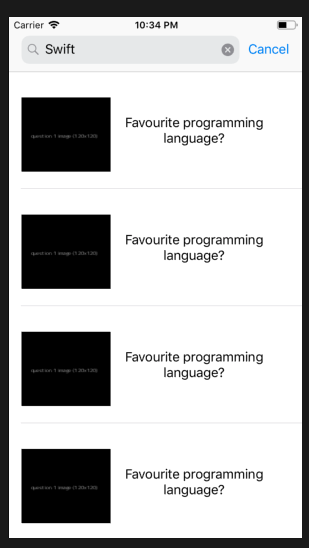 Carrier 10:34 PM
Swift Cancel
question 1 image (120x120)
Favourite programming
language?
question 1 image (120x120)
Favourite programming
language?
question 1 image (120x120)
Favourite programming
language?
question 1 image (120x120)
Favourite programming
language?